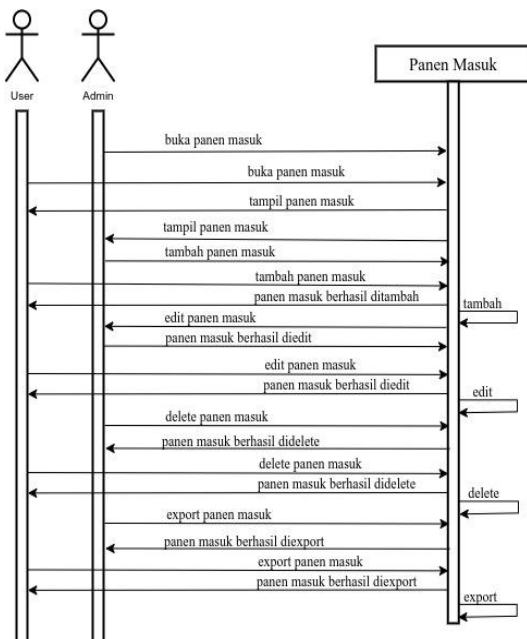 User
Admin
Panen Masuk
buka panen masuk
buka panen masuk
tampil panen masuk
tampil panen masuk
tambah panen masuk
tambah panen masuk
panen masuk berhasil ditambah
tambah
edit panen masuk
panen masuk berhasil diedit
edit panen masuk
panen masuk berhasil diedit
edit
delete panen masuk
panen masuk berhasil didelete
delete panen masuk
panen masuk berhasil didelete
delete
export panen masuk
panen masuk berhasil diexport
export panen masuk
panen masuk berhasil diexport
export